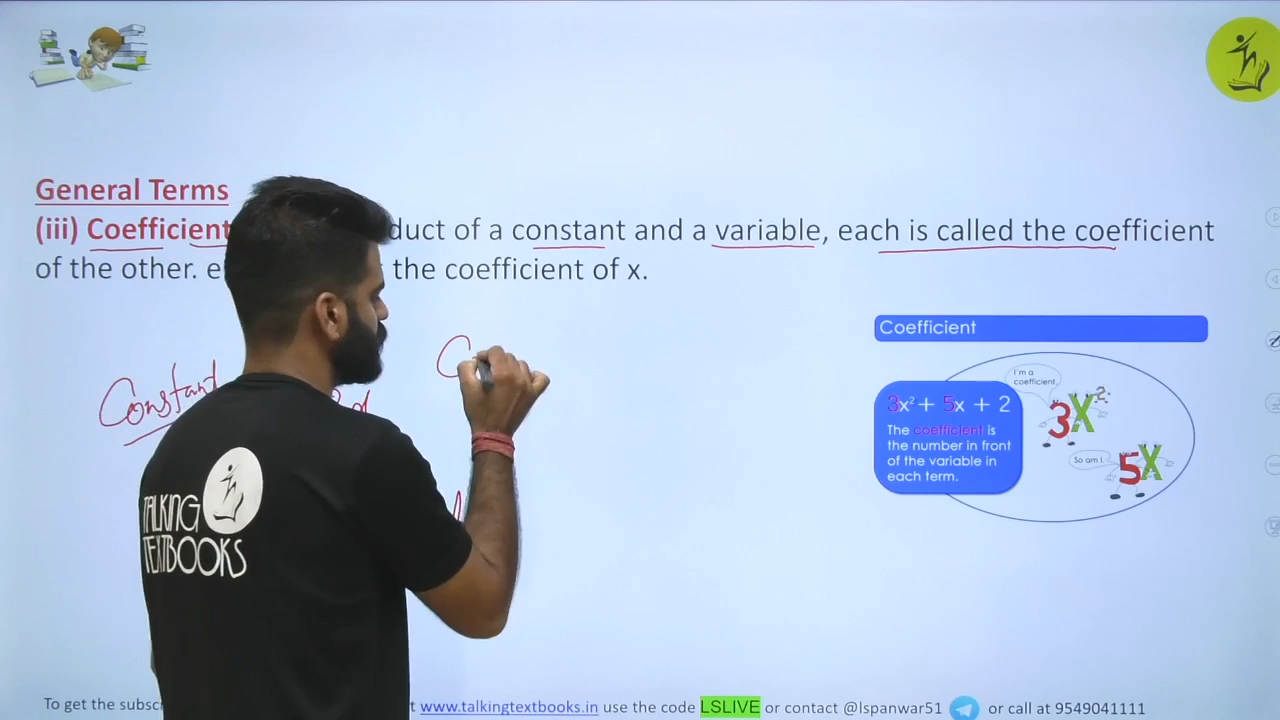 General Terms
(iii) Coefficient duct of a constant and a variable, each is called the coefficient
of the other. e the coefficient of x.
Constant
Coefficient
I'm a
coefficient.
3x² + 5x + 2
The coefficient is
the number in front
of the variable in
each term.
3X²
So am I.
5X
TALKING
TEXTBOOKS
To get the subsc t www.talkingtextbooks.in use the code LSLIVE or contact @lspanwar51 or call at 9549041111